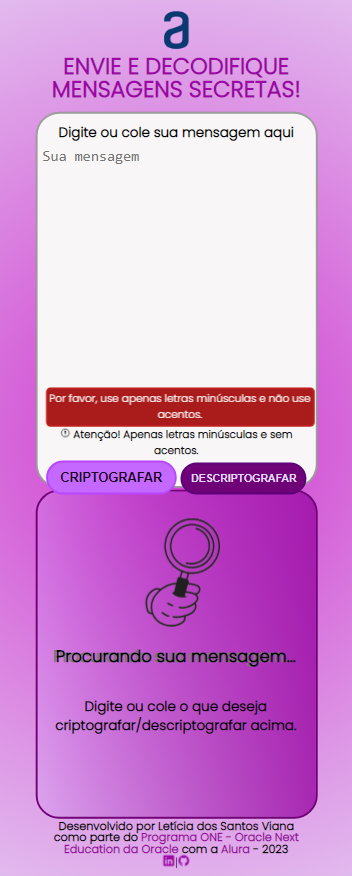 a
ENVIE E DECODIFIQUE
MENSAGENS SECRETAS!
Digite ou cole sua mensagem aqui
Sua mensagem
Por favor, use apenas letras minúsculas e não use
acentos.
Atenção! Apenas letras minúsculas e sem
acentos.
CRIPTOGRAFAR DESCRIPTOGRAFAR
Procurando sua mensagem...
Digite ou cole o que deseja
criptografar/descriptografar acima.
Desenvolvido por Letícia dos Santos Viana
como parte do Programa ONE - Oracle Next
Education da Oracle com a Alura - 2023
in|